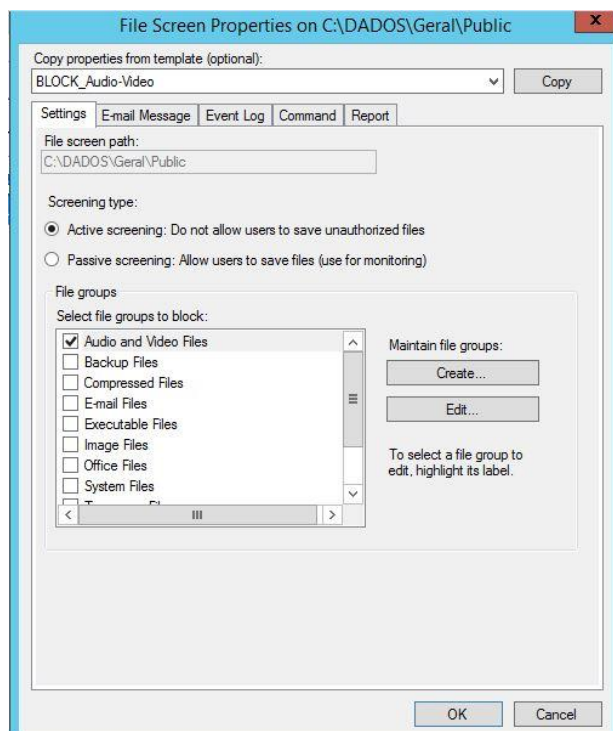 File Screen Properties on C:\DADOS\Geral\Public
x
Copy properties from template (optional):
BLOCK_Audio-Video
Copy
Settings E-mail Message Event Log Command Report
File screen path:
C:\DADOS\Geral\Public
Screening type:
Active screening: Do not allow users to save unauthorized files
Passive screening: Allow users to save files (use for monitoring)
File groups
Select file groups to block:
Audio and Video Files
Backup Files
Compressed Files
E-mail Files
Executable Files
Image Files
Office Files
System Files
Maintain file groups:
Create...
Edit...
To select a file group to
edit, highlight its label.
OK Cancel